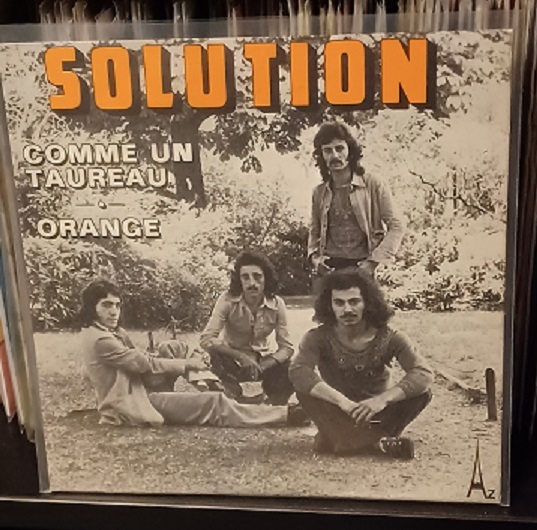 SOLUTION
COMME UN
TAUREAU
ORANGE
AZ